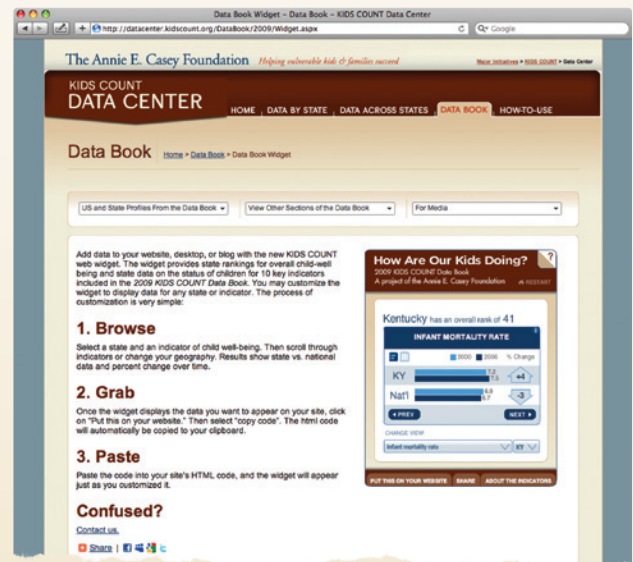 Data Book Widget – Data Book – KIDS COUNT Data Center
http://datacenter.kidscount.org/DataBook/2009/Widget.aspx
Google
The Annie E. Casey Foundation Helping vulnerable kids & families succeed
Major Initiatives > KIDS COUNT > Data Center
KIDS COUNT
DATA CENTER
HOME DATA BY STATE DATA ACROSS STATES DATA BOOK HOW-TO-USE
Data Book Home > Data Book > Data Book Widget
US and State Profiles From the Data Book
View Other Sections of the Data Book
For Media
Add data to your website, desktop, or blog with the new KIDS COUNT
web widget. The widget provides state rankings for overall child-well
being and state data on the status of children for 10 key indicators
included in the 2009 KIDS COUNT Data Book. You may customize the
widget to display data for any state or indicator. The process of
customization is very simple:
1. Browse
Select a state and an indicator of child well-being. Then scroll through
indicators or change your geography. Results show state vs. national
data and percent change over time.
2. Grab
Once the widget displays the data you want to appear on your site, click
on "Put this on your website." Then select "copy code". The html code
will automatically be copied to your clipboard.
3. Paste
Paste the code into your site's HTML code, and the widget will appear
just as you customized it.
Confused?
Contact us.
Share |
How Are Our Kids Doing?
?
2009 KIDS COUNT Data Book
A project of the Annie E. Casey Foundation
RESTART
Kentucky has an overall rank of 41
INFANT MORTALITY RATE
2000 2006 % Change
KY 7.2 7.5 +4
Nat'l 6.9 6.7 -3
PREV NEXT
CHANGE VIEW
Infant mortality rate KY
PUT THIS ON YOUR WEBSITE SHARE ABOUT THE INDICATORS